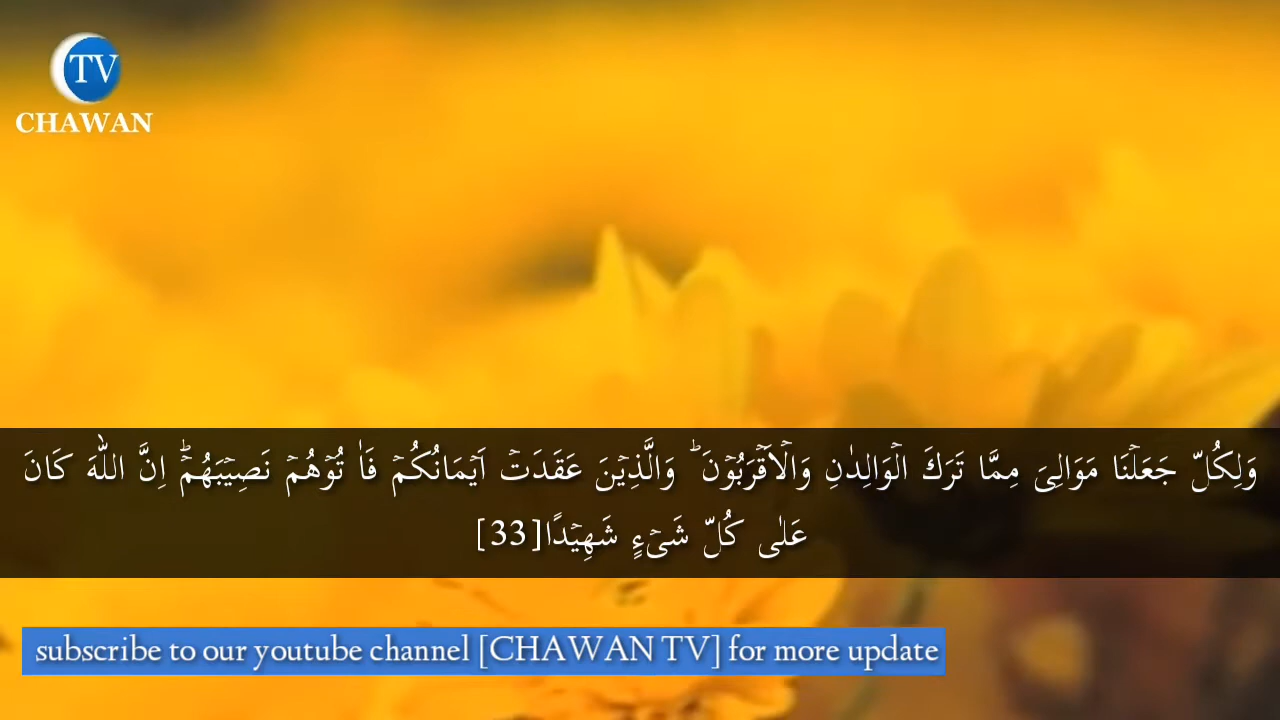 TV
CHAWAN
وَلِكُلّ جَعَلۡنَا مَوَالِىَ مِمَّا تَرَكَ الۡوَالِدٰنِ وَالۡاَقۡرَبُوۡنَ‌ ؕ وَالَّذِيۡنَ عَقَدَتۡ اَيۡمَانُكُمۡ فَاٰ تُوۡهُمۡ نَصِيۡبَهُمۡ‌ؕ اِنَّ اللّٰهَ كَانَ
عَلٰى كُلّ شَىۡءٍ شَهِيۡدًا[33]
subscribe to our youtube channel [CHAWAN TV] for more update